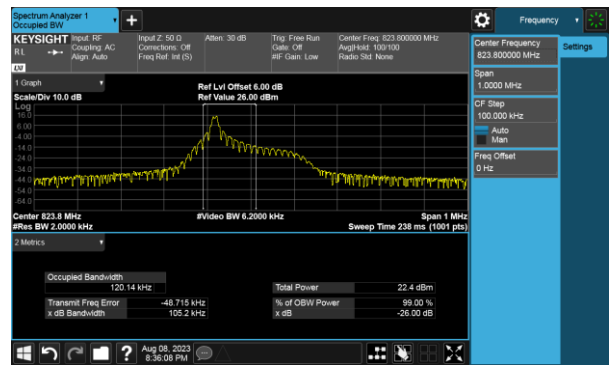 Spectrum Analyzer 1
Occupied BW
+
Frequency
KEYSIGHT
RL
LXI
Input: RF
Coupling: AC
Align: Auto
Input Z: 50 Ω
Corrections: Off
Freq Ref: Int (S)
Atten: 30 dB
Trig: Free Run
Gate: Off
#IF Gain: Low
Center Freq: 823.800000 MHz
Avg|Hold: 100/100
Radio Std: None
Center Frequency
823.800000 MHz
Settings
Span
1.0000 MHz
CF Step
100.000 kHz
Auto
Man
Freq Offset
0 Hz
1 Graph
Scale/Div 10.0 dB
Ref Lvl Offset 6.00 dB
Ref Value 26.00 dBm
Log
16.0
6.00
-4.00
-14.0
-24.0
-34.0
-44.0
-54.0
-64.0
Center 823.8 MHz
#Res BW 2.0000 kHz
#Video BW 6.2000 kHz
Span 1 MHz
Sweep Time 238 ms (1001 pts)
2 Metrics
Occupied Bandwidth
120.14 kHz
Total Power 22.4 dBm
Transmit Freq Error -48.715 kHz
% of OBW Power 99.00 %
x dB Bandwidth 105.2 kHz
x dB -26.00 dB
?
Aug 08, 2023
8:36:08 PM